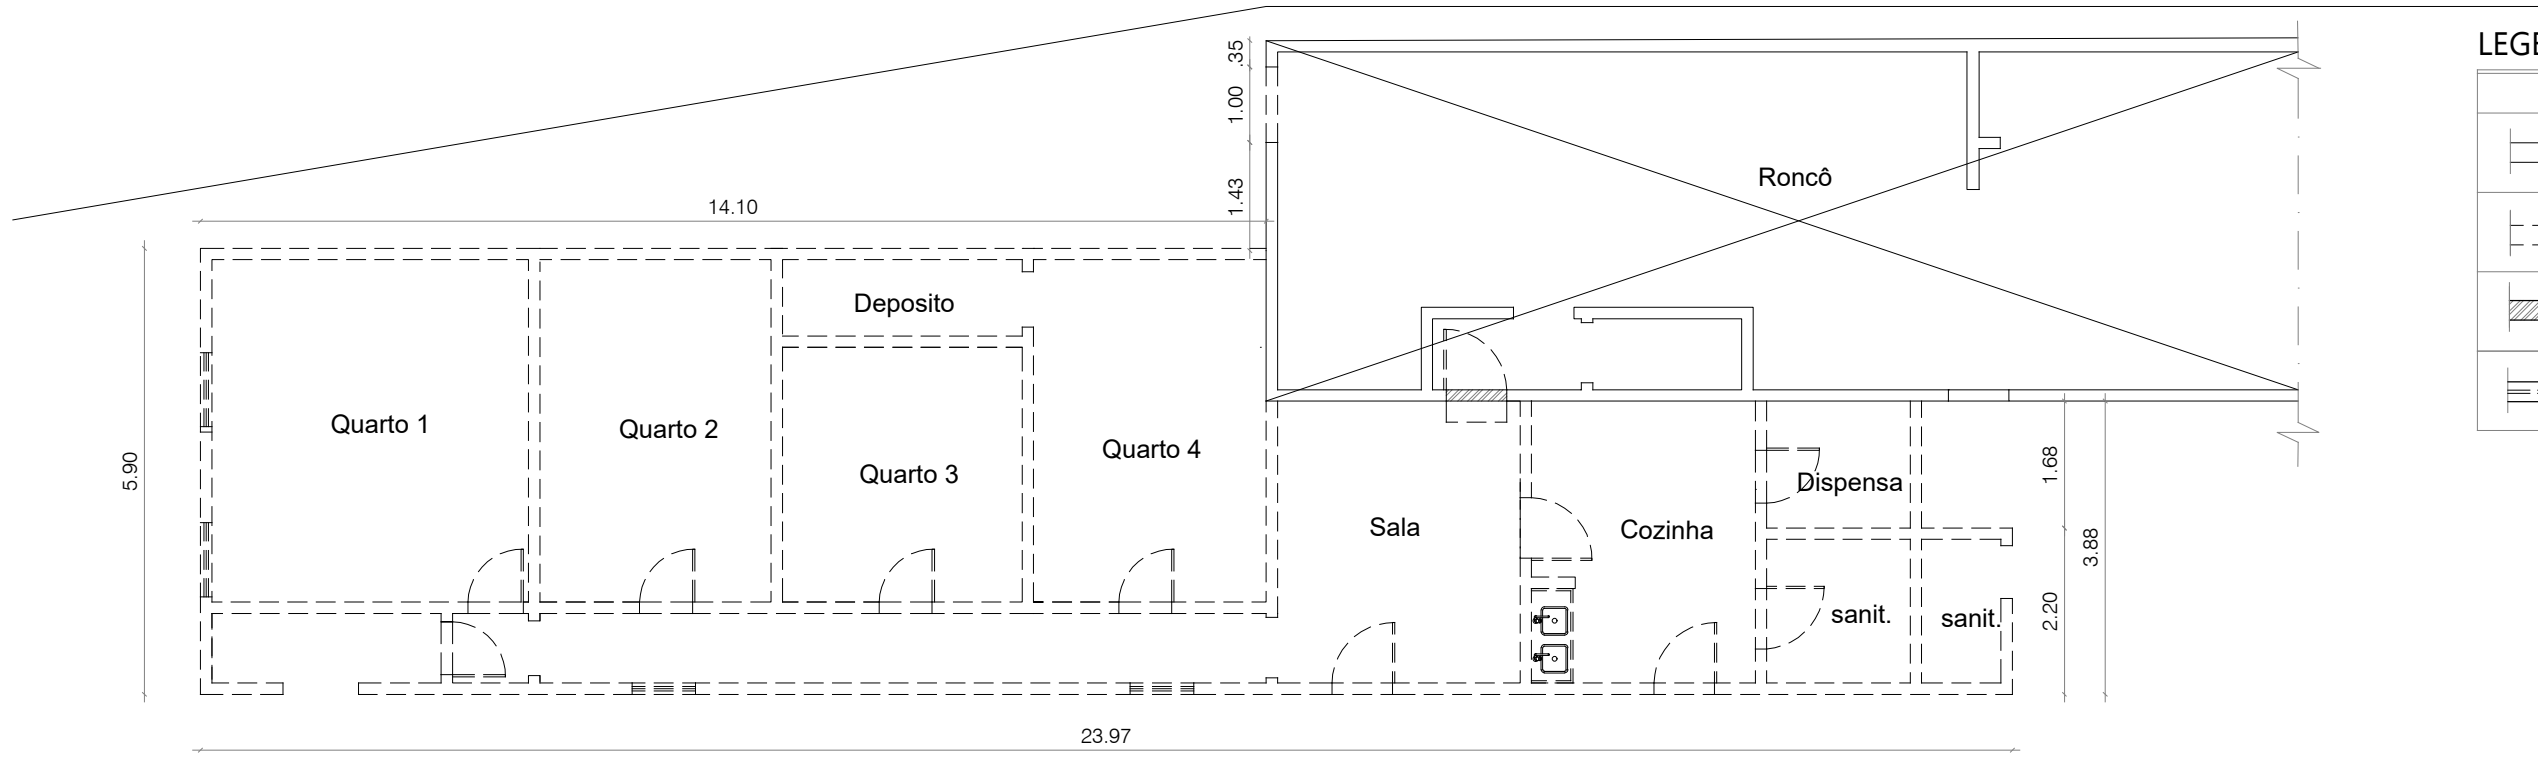 LEGE
.35
1.00
1.43
14.10
Roncô
Deposito
Quarto 1
Quarto 2
Quarto 3
Quarto 4
5.90
Sala
Cozinha
Dispensa
sanit.
sanit.
1.68
3.88
2.20
23.97